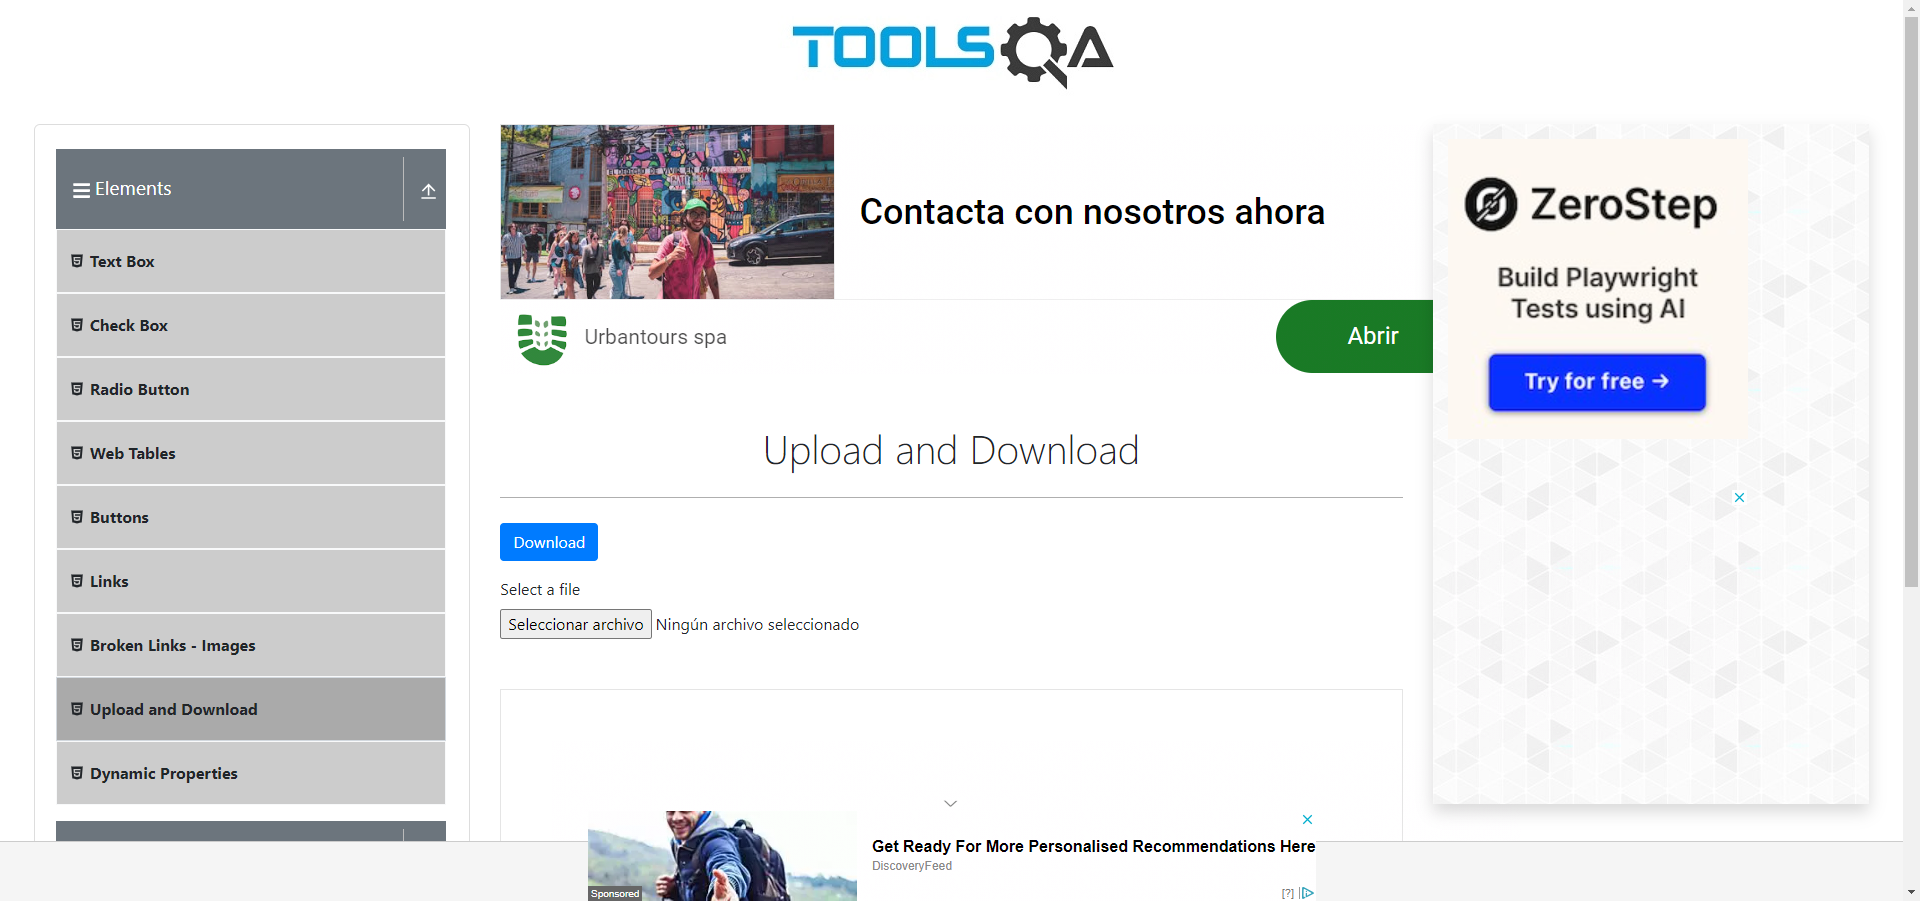 TOOLSQA
Elements
Text Box
Check Box
Radio Button
Web Tables
Buttons
Links
Broken Links - Images
Upload and Download
Dynamic Properties
Contacta con nosotros ahora
Urbantours spa
Abrir
Upload and Download
Download
Select a file
Seleccionar archivo Ningún archivo seleccionado
ZeroStep
Build Playwright
Tests using AI
Try for free →
Get Ready For More Personalised Recommendations Here
DiscoveryFeed
Sponsored
[?]